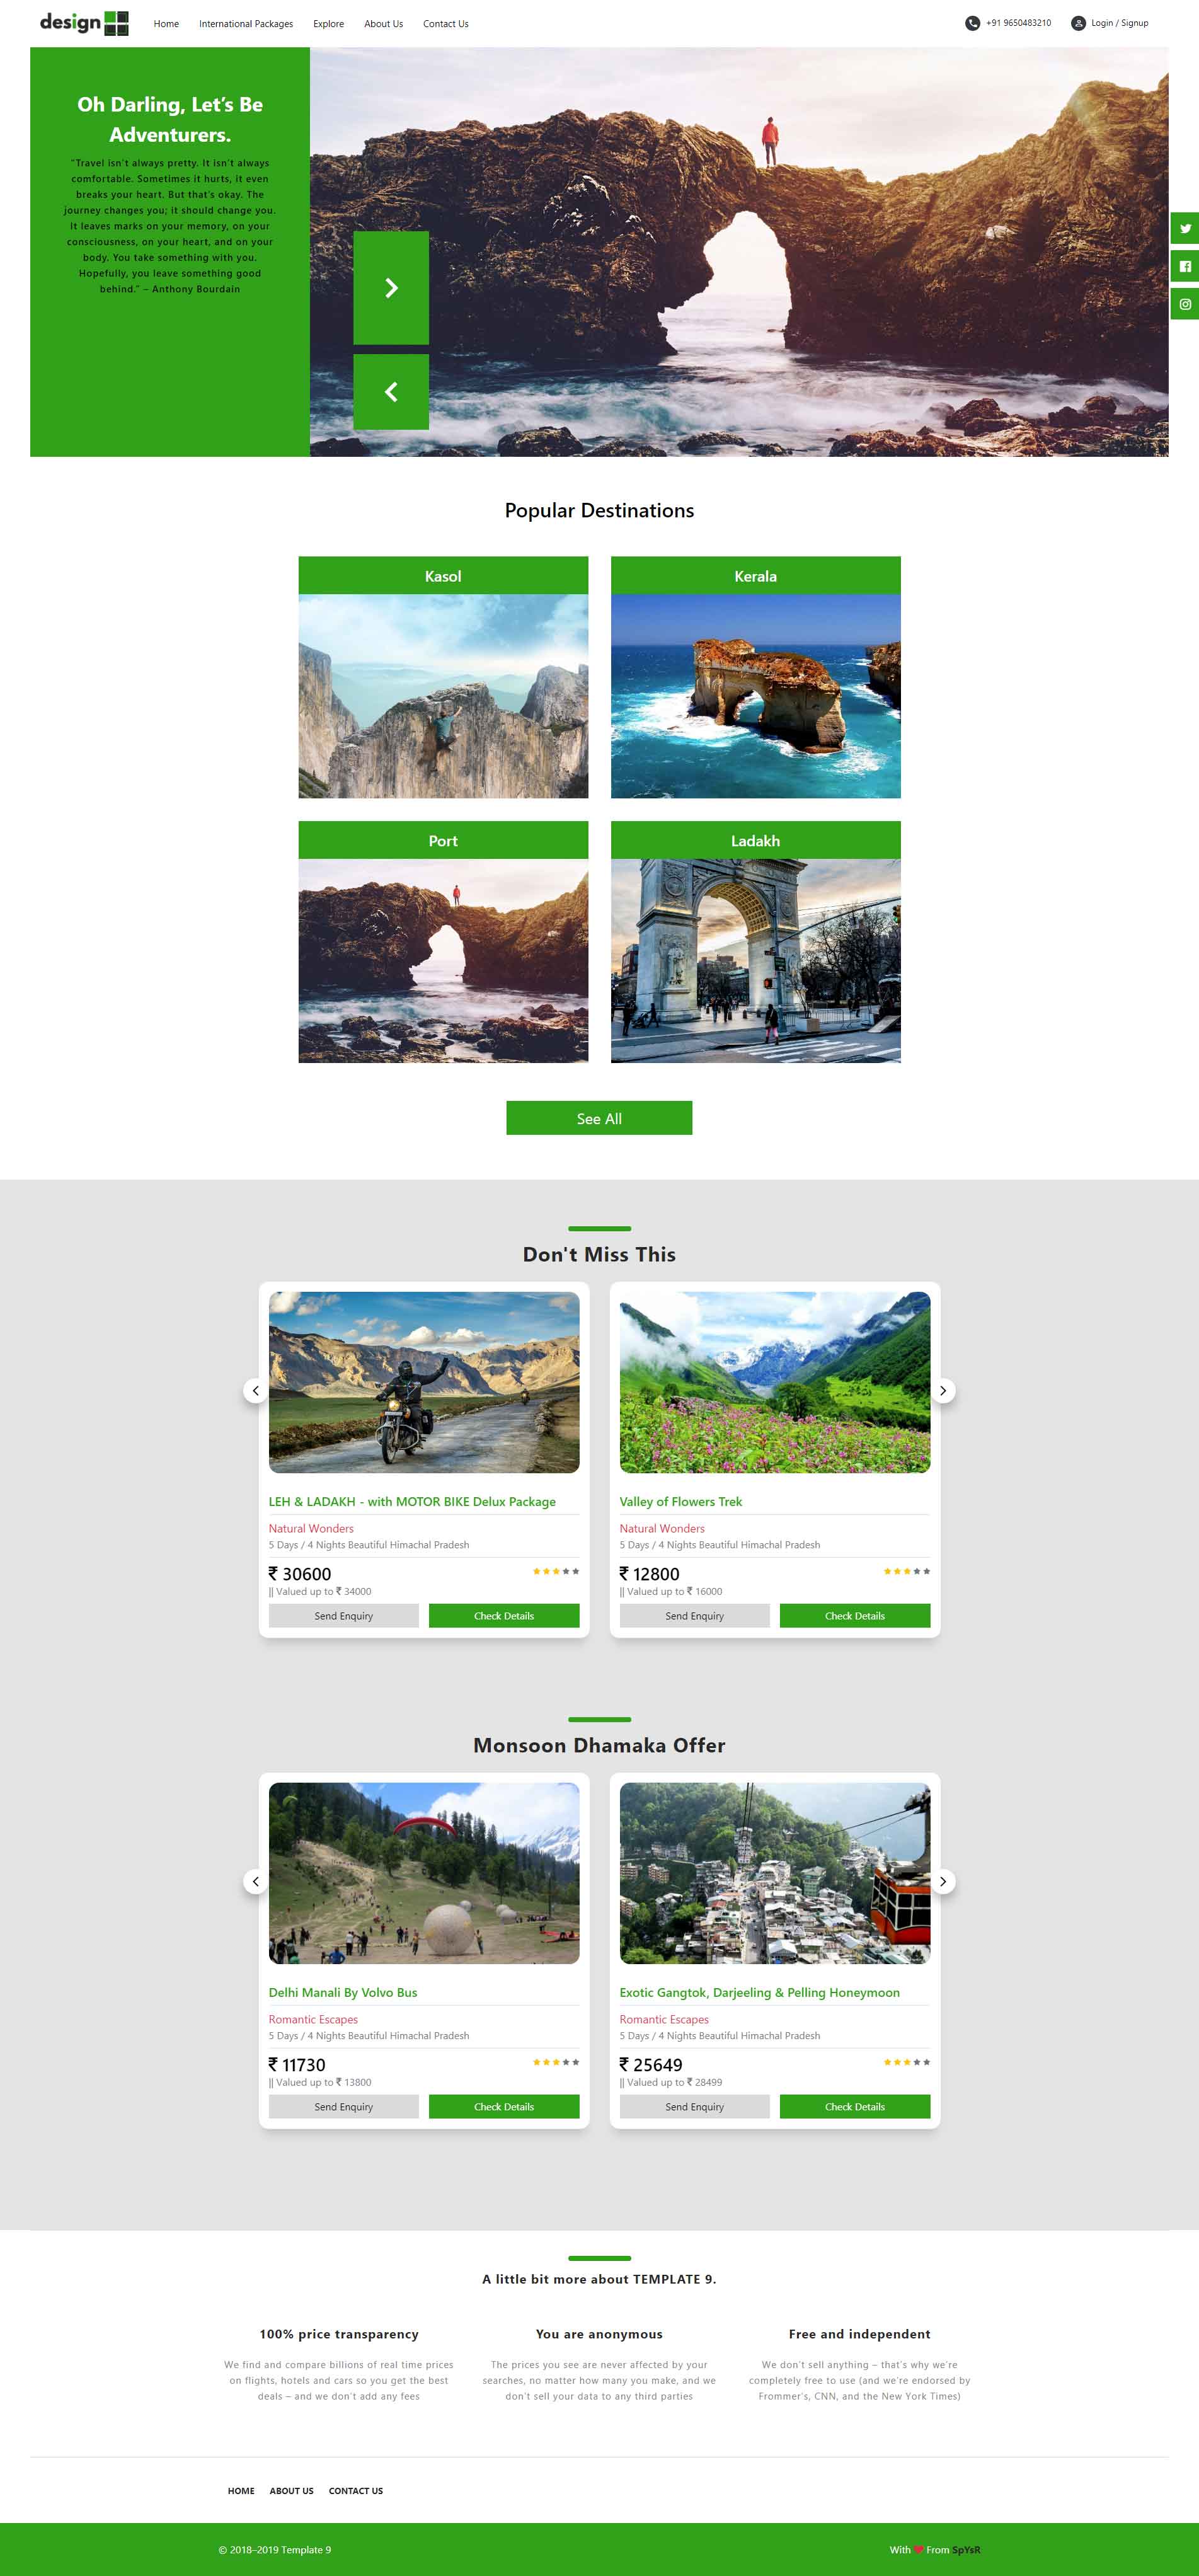 design
Home
International Packages
Explore
About Us
Contact Us
+91 9650483210
Login / Signup
Oh Darling, Let's Be
Adventurers.
"Travel isn't always pretty. It isn't always
comfortable. Sometimes it hurts, it even
breaks your heart. But that's okay. The
journey changes you; it should change you.
It leaves marks on your memory, on your
consciousness, on your heart, and on your
body. You take something with you.
Hopefully, you leave something good
behind." – Anthony Bourdain
Popular Destinations
Kasol
Kerala
Port
Ladakh
See All
Don't Miss This
LEH & LADAKH - with MOTOR BIKE Delux Package
Natural Wonders
5 Days / 4 Nights Beautiful Himachal Pradesh
₹ 30600
|| Valued up to ₹ 34000
Send Enquiry
Check Details
Valley of Flowers Trek
Natural Wonders
5 Days / 4 Nights Beautiful Himachal Pradesh
₹ 12800
|| Valued up to ₹ 16000
Send Enquiry
Check Details
Monsoon Dhamaka Offer
Delhi Manali By Volvo Bus
Romantic Escapes
5 Days / 4 Nights Beautiful Himachal Pradesh
₹ 11730
|| Valued up to ₹ 13800
Send Enquiry
Check Details
Exotic Gangtok, Darjeeling & Pelling Honeymoon
Romantic Escapes
5 Days / 4 Nights Beautiful Himachal Pradesh
₹ 25649
|| Valued up to ₹ 28499
Send Enquiry
Check Details
A little bit more about TEMPLATE 9.
100% price transparency
We find and compare billions of real time prices
on flights, hotels and cars so you get the best
deals – and we don't add any fees
You are anonymous
The prices you see are never affected by your
searches, no matter how many you make, and we
don't sell your data to any third parties
Free and independent
We don't sell anything – that's why we're
completely free to use (and we're endorsed by
Frommer's, CNN, and the New York Times)
HOME
ABOUT US
CONTACT US
© 2018–2019 Template 9
With ❤ From SpYsR